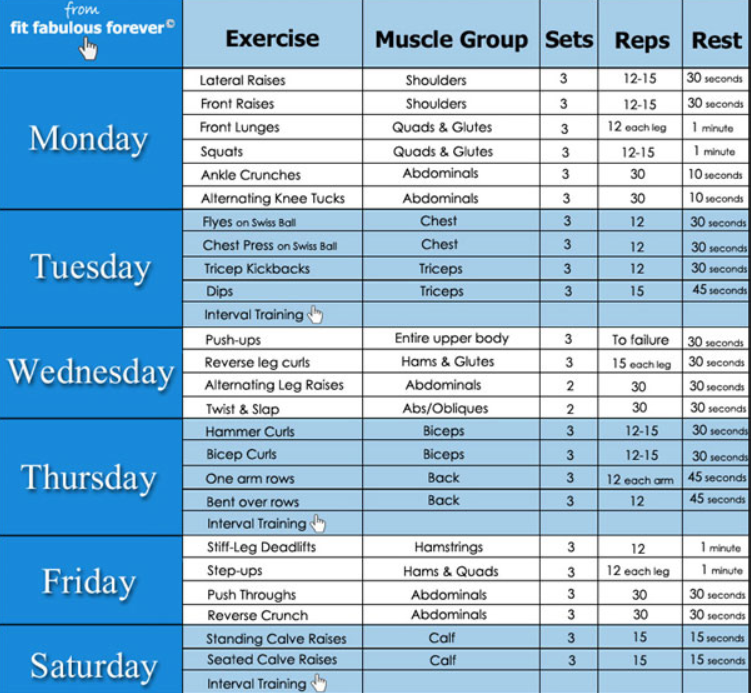 from
fit fabulous forever©
Exercise Muscle Group Sets Reps Rest
Monday
Lateral Raises Shoulders 3 12-15 30 seconds
Front Raises Shoulders 3 12-15 30 seconds
Front Lunges Quads & Glutes 3 12 each leg 1 minute
Squats Quads & Glutes 3 12-15 1 minute
Ankle Crunches Abdominals 3 30 10 seconds
Alternating Knee Tucks Abdominals 3 30 10 seconds
Tuesday
Flyes on Swiss Ball Chest 3 12 30 seconds
Chest Press on Swiss Ball Chest 3 12 30 seconds
Tricep Kickbacks Triceps 3 12 30 seconds
Dips Triceps 3 15 45 seconds
Interval Training
Wednesday
Push-ups Entire upper body 3 To failure 30 seconds
Reverse leg curls Hams & Glutes 3 15 each leg 30 seconds
Alternating Leg Raises Abdominals 2 30 30 seconds
Twist & Slap Abs/Obliques 2 30 30 seconds
Thursday
Hammer Curls Biceps 3 12-15 30 seconds
Bicep Curls Biceps 3 12-15 30 seconds
One arm rows Back 3 12 each arm 45 seconds
Bent over rows Back 3 12 45 seconds
Interval Training
Friday
Stiff-Leg Deadlifts Hamstrings 3 12 1 minute
Step-ups Hams & Quads 3 12 each leg 1 minute
Push Throughs Abdominals 3 30 30 seconds
Reverse Crunch Abdominals 3 30 30 seconds
Saturday
Standing Calve Raises Calf 3 15 15 seconds
Seated Calve Raises Calf 3 15 15 seconds
Interval Training